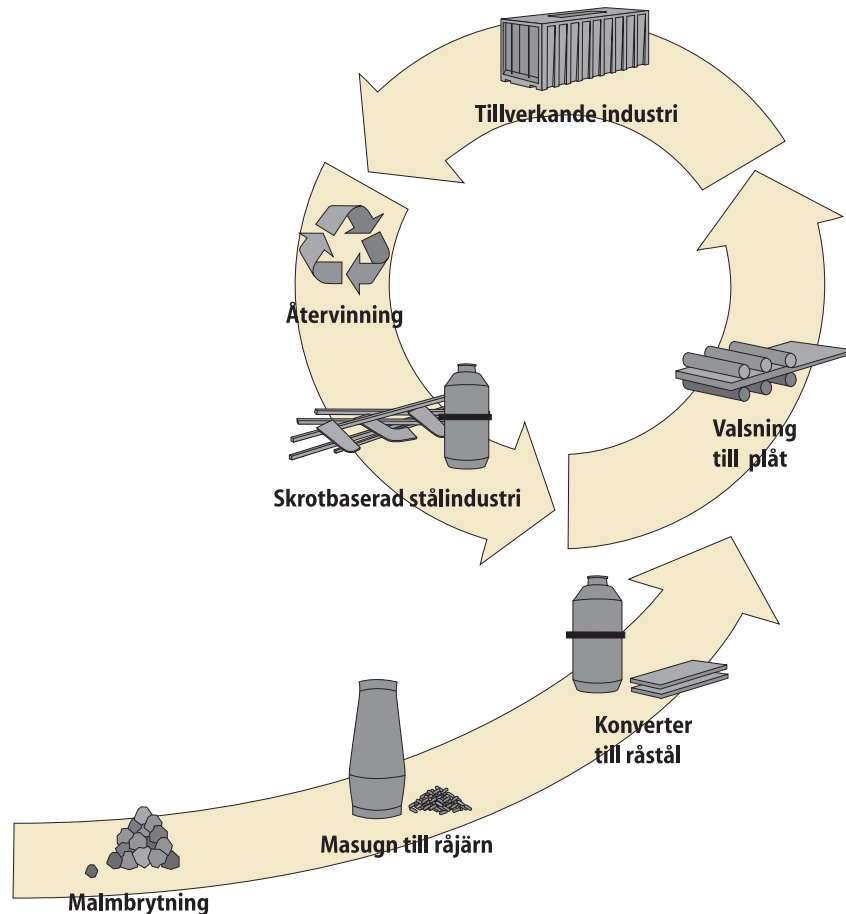 Tillverkande industri
Återvinning
Valsning
till plåt
Skrotbaserad stålindustri
Konverter
till råstål
Masugn till råjärn
Malmbrytning